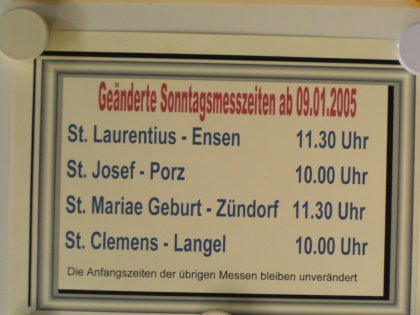 Geänderte Sonntagsmesszeiten ab 09.01.2005
St. Laurentius - Ensen 11.30 Uhr
St. Josef - Porz 10.00 Uhr
St. Mariae Geburt - Zündorf 11.30 Uhr
St. Clemens - Langel 10.00 Uhr
Die Anfangszeiten der übrigen Messen bleiben unverändert